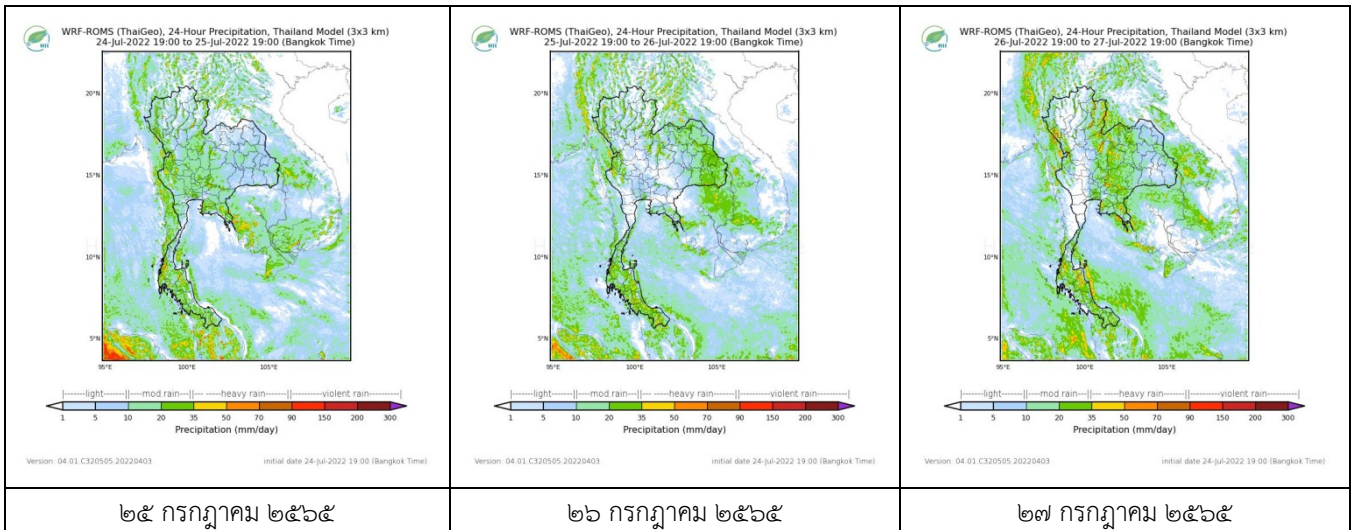 WRF-ROMS (ThaiGeo), 24-Hour Precipitation, Thailand Model (3x3 km)
24-Jul-2022 19:00 to 25-Jul-2022 19:00 (Bangkok Time)
HII
20°N
15°N
10°N
5°N
95°E 100°E 105°E
|-------light------||---mod.rain---||--- ---heavy rain---||-------violent rain-------|
1 5 10 20 35 50 70 90 150 200 300
Precipitation (mm/day)
Version: 04.01.C320505.20220403 initial date 24-Jul-2022 19:00 (Bangkok Time)
๒๕ กรกฎาคม ๒๕๖๕
WRF-ROMS (ThaiGeo), 24-Hour Precipitation, Thailand Model (3x3 km)
25-Jul-2022 19:00 to 26-Jul-2022 19:00 (Bangkok Time)
HII
20°N
15°N
10°N
5°N
95°E 100°E 105°E
|-------light------||---mod.rain---||--- ---heavy rain---||-------violent rain-------|
1 5 10 20 35 50 70 90 150 200 300
Precipitation (mm/day)
Version: 04.01.C320505.20220403 initial date 24-Jul-2022 19:00 (Bangkok Time)
๒๖ กรกฎาคม ๒๕๖๕
WRF-ROMS (ThaiGeo), 24-Hour Precipitation, Thailand Model (3x3 km)
26-Jul-2022 19:00 to 27-Jul-2022 19:00 (Bangkok Time)
HII
20°N
15°N
10°N
5°N
95°E 100°E 105°E
|-------light------||---mod.rain---||--- ---heavy rain---||-------violent rain-------|
1 5 10 20 35 50 70 90 150 200 300
Precipitation (mm/day)
Version: 04.01.C320505.20220403 initial date 24-Jul-2022 19:00 (Bangkok Time)
๒๗ กรกฎาคม ๒๕๖๕